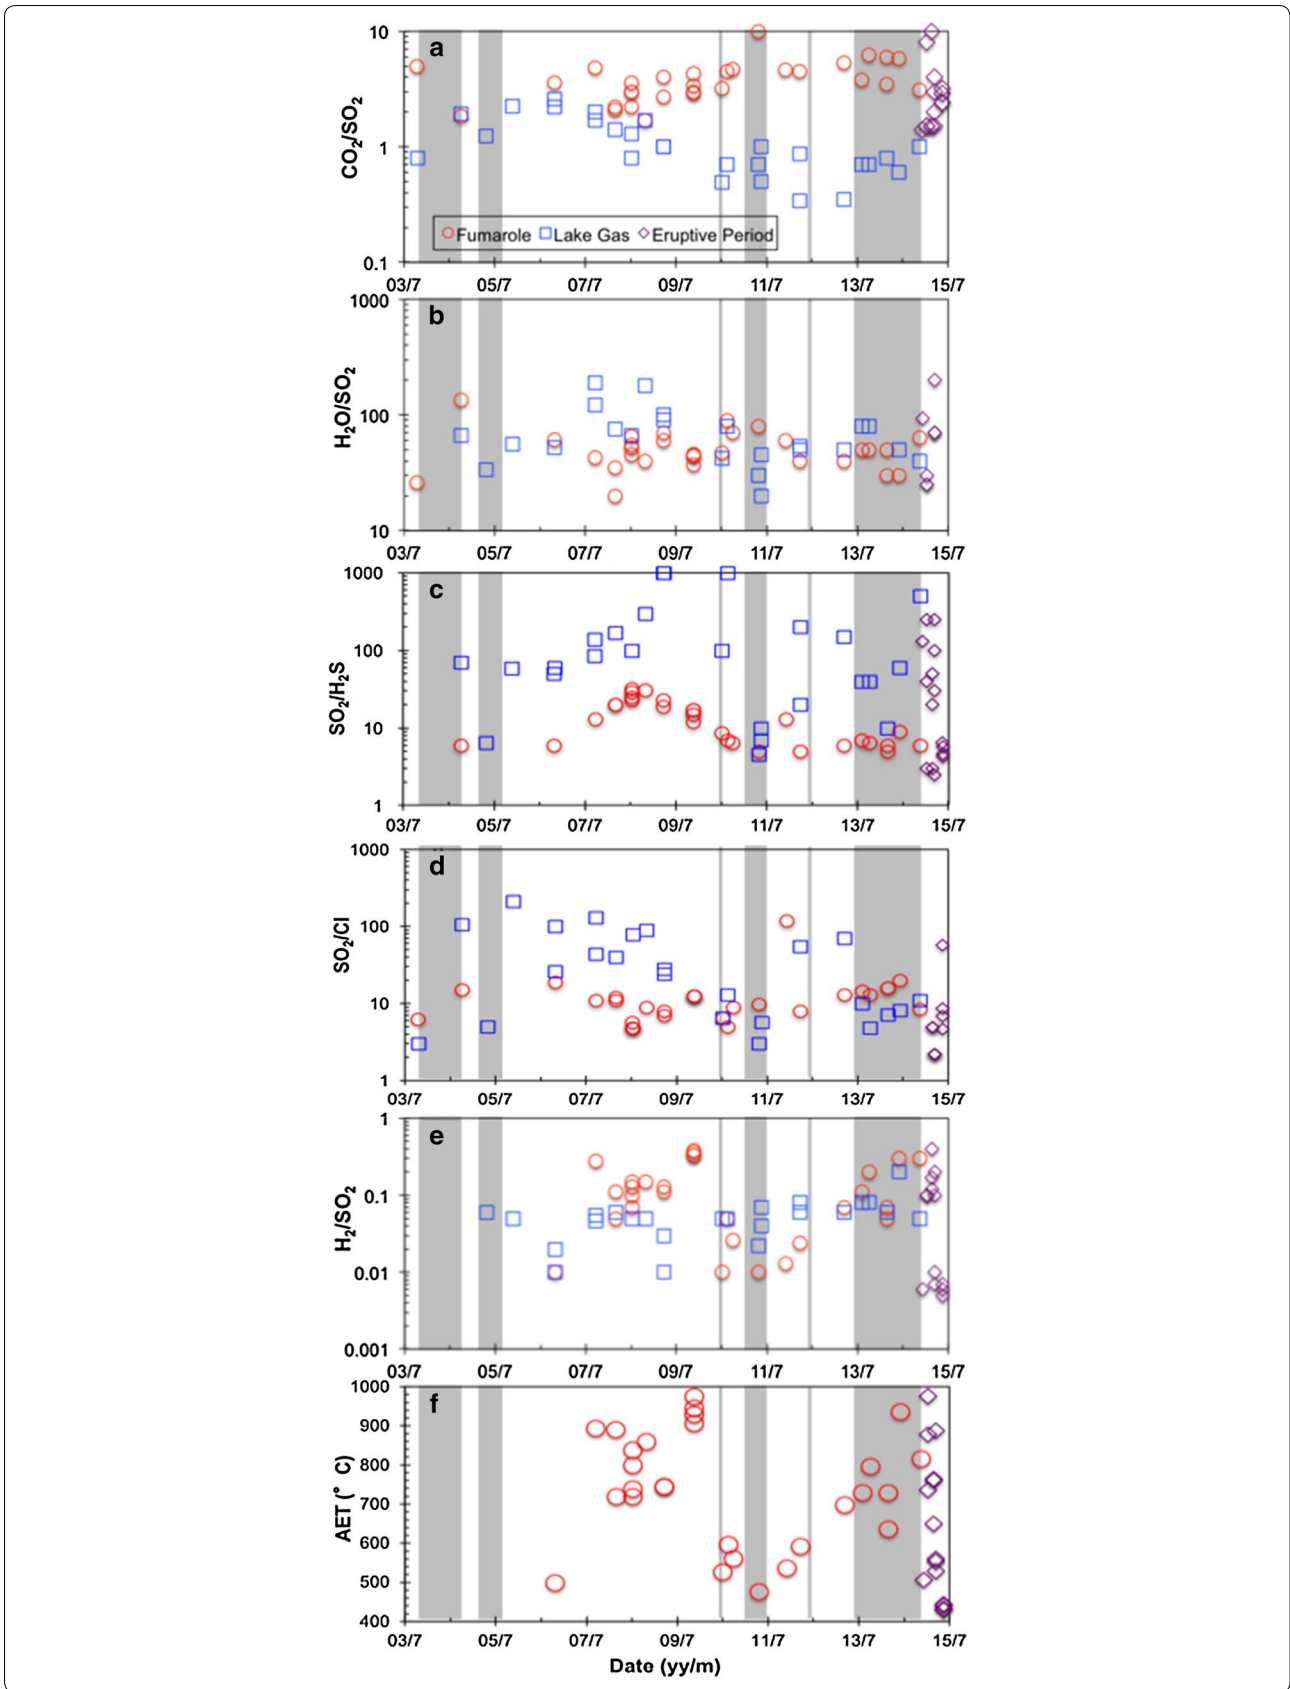 a
10
1
0.1
CO2/SO2
Fumarole Lake Gas Eruptive Period
03/7 05/7 07/7 09/7 11/7 13/7 15/7
b
1000
100
10
H2O/SO2
03/7 05/7 07/7 09/7 11/7 13/7 15/7
c
1000
100
10
1
SO2/H2S
03/7 05/7 07/7 09/7 11/7 13/7 15/7
d
1000
100
10
1
SO2/Cl
03/7 05/7 07/7 09/7 11/7 13/7 15/7
e
1
0.1
0.01
0.001
H2/SO2
03/7 05/7 07/7 09/7 11/7 13/7 15/7
f
1000
900
800
700
600
500
400
AET (° C)
03/7 05/7 07/7 09/7 11/7 13/7 15/7
Date (yy/m)